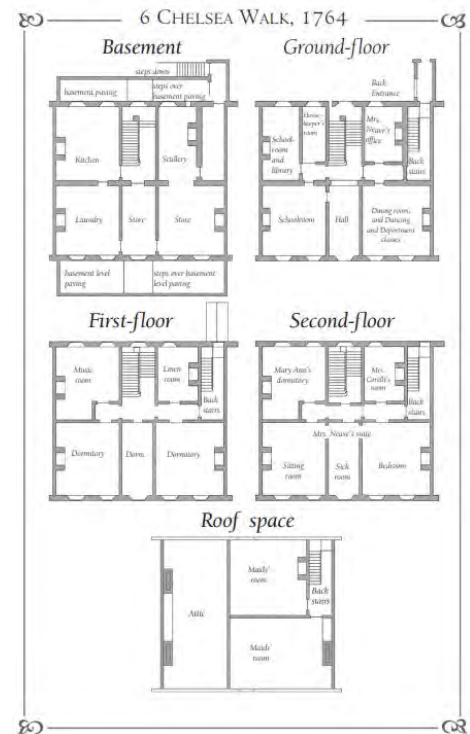 6 CHELSEA WALK, 1764
Basement
steps down
basement paving
steps over
basement paving
Kitchen
Scullery
Laundry
Store
Store
basement level
paving
steps over basement
level paving
Ground-floor
Back
Entrance
School-
room
and
library
House-
keeper's
room
Mrs.
Neave's
office
Back
stairs
Schoolroom
Hall
Dining room,
and Dancing
and Deportment
classes
First-floor
Music
room
Linen
room
Back
stairs
Dormitory
Dorm.
Dormitory
Second-floor
Mary Ann's
dormatory
Mrs.
room
Back
stairs
Mrs. Neave's suite
Sitting
room
Sick
room
Bedroom
Roof space
Attic
Maids'
room
Back
stairs
Maids'
room